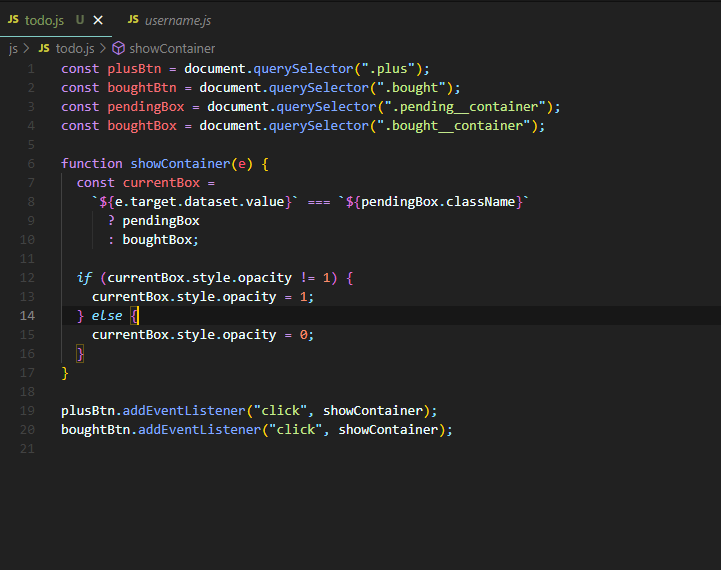 JS todo.js U ×
JS username.js
js > JS todo.js > showContainer
1 const plusBtn = document.querySelector(".plus");
2 const boughtBtn = document.querySelector(".bought");
3 const pendingBox = document.querySelector(".pending__container");
4 const boughtBox = document.querySelector(".bought__container");
5
6 function showContainer(e) {
7   const currentBox =
8     `${e.target.dataset.value}` === `${pendingBox.className}`
9       ? pendingBox
10       : boughtBox;
11
12   if (currentBox.style.opacity != 1) {
13     currentBox.style.opacity = 1;
14   } else {
15     currentBox.style.opacity = 0;
16   }
17 }
18
19 plusBtn.addEventListener("click", showContainer);
20 boughtBtn.addEventListener("click", showContainer);
21